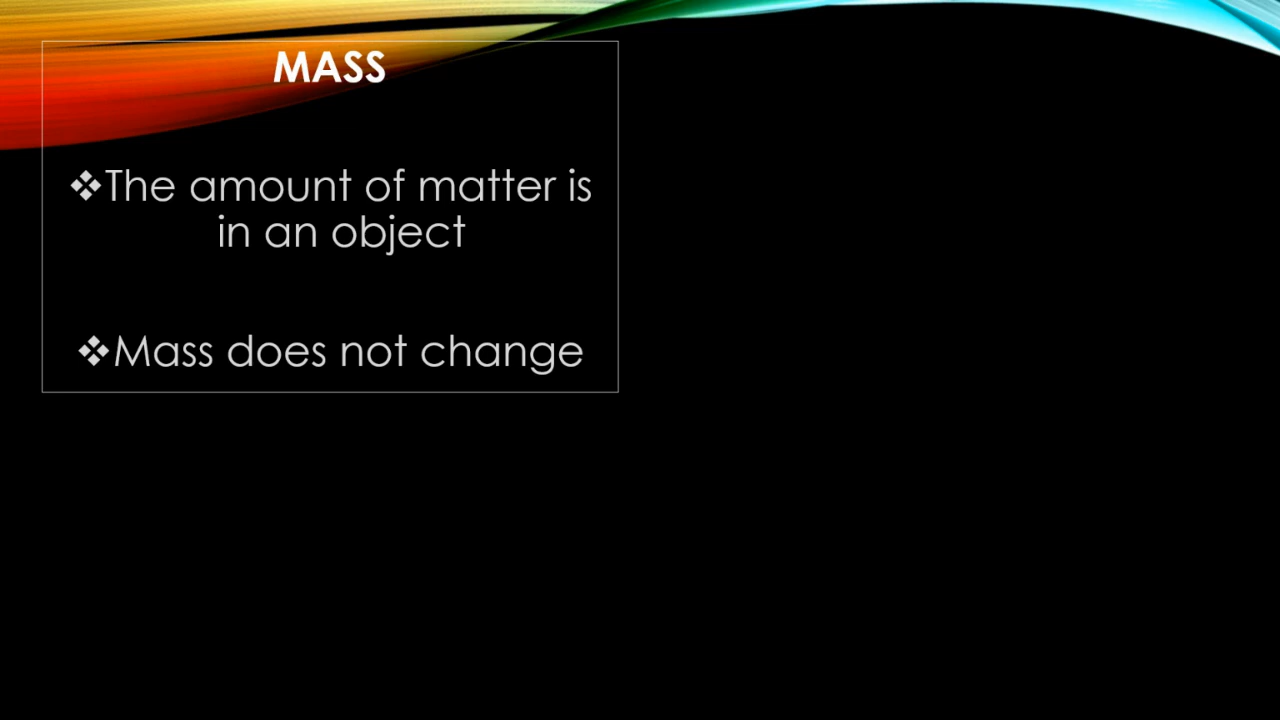 MASS
❖The amount of matter is
in an object
❖Mass does not change